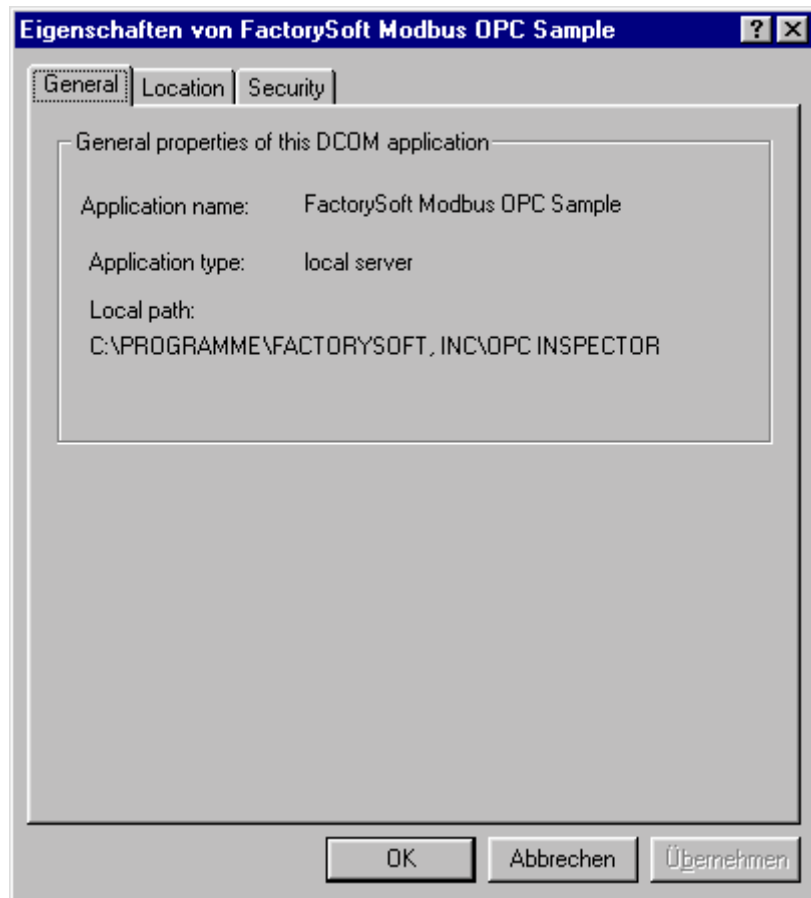 Eigenschaften von FactorySoft Modbus OPC Sample
General Location Security
General properties of this DCOM application
Application name: FactorySoft Modbus OPC Sample
Application type: local server
Local path:
C:\PROGRAMME\FACTORYSOFT, INC\OPC INSPECTOR
OK Abbrechen Übernehmen